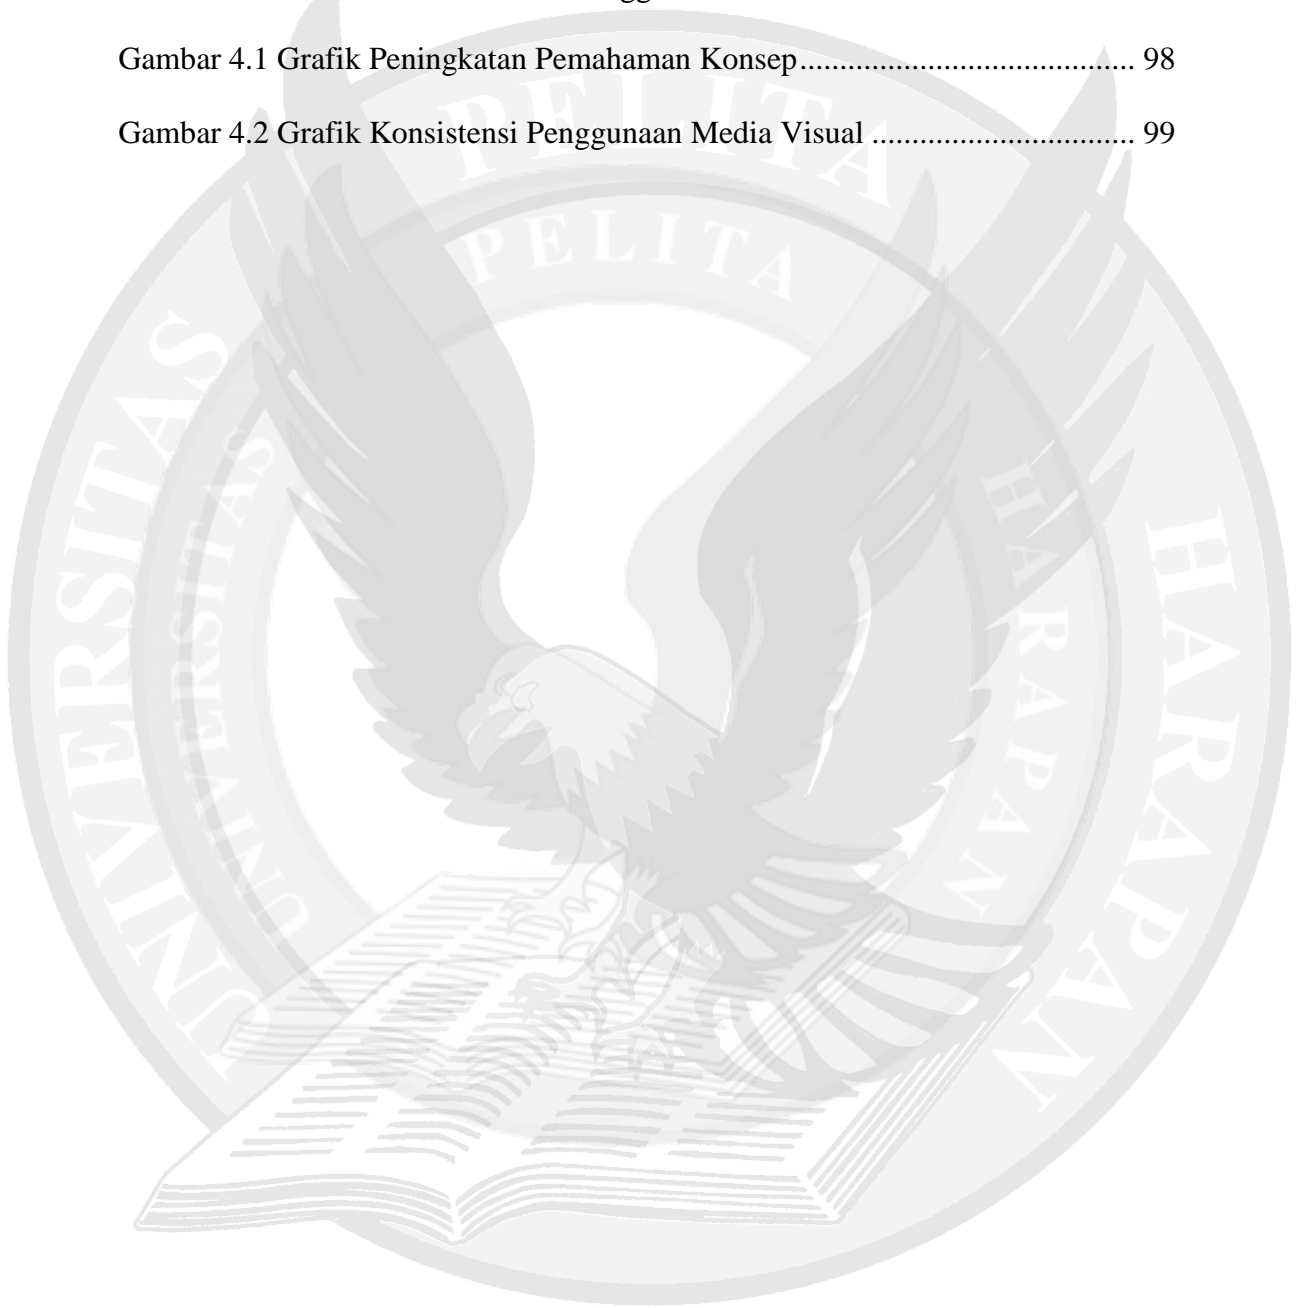 Gambar 4.1 Grafik Peningkatan Pemahaman Konsep......................................... 98
Gambar 4.2 Grafik Konsistensi Penggunaan Media Visual ................................ 99
PELITA
PELITA
UNIVERSITAS
UNIVERSITAS
HARAPAN
HARAPAN